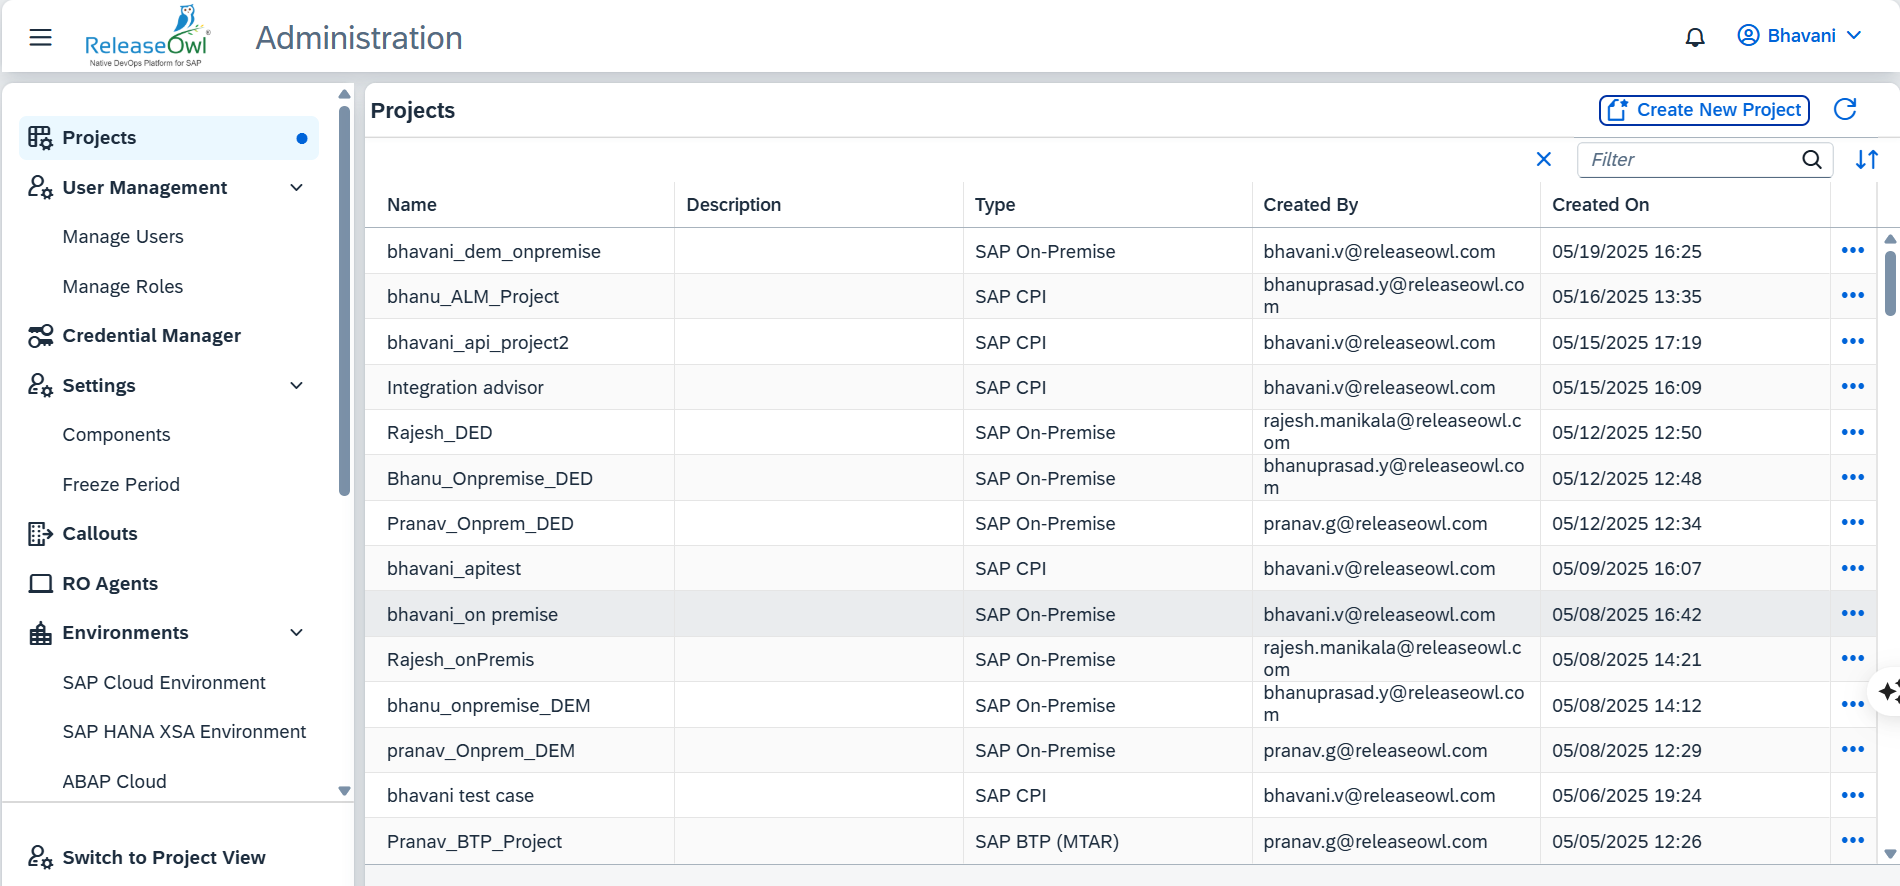 ReleaseOwl®
Native DevOps Platform for SAP
Administration
Bhavani
Projects
User Management
Manage Users
Manage Roles
Credential Manager
Settings
Components
Freeze Period
Callouts
RO Agents
Environments
SAP Cloud Environment
SAP HANA XSA Environment
ABAP Cloud
Switch to Project View
Projects
Create New Project
Filter
Name Description Type Created By Created On
bhavani_dem_onpremise SAP On-Premise bhavani.v@releaseowl.com 05/19/2025 16:25
bhanu_ALM_Project SAP CPI bhanuprasad.y@releaseowl.co 05/16/2025 13:35
m
bhavani_api_project2 SAP CPI bhavani.v@releaseowl.com 05/15/2025 17:19
Integration advisor SAP CPI bhavani.v@releaseowl.com 05/15/2025 16:09
Rajesh_DED SAP On-Premise rajesh.manikala@releaseowl.c 05/12/2025 12:50
om
Bhanu_Onpremise_DED SAP On-Premise bhanuprasad.y@releaseowl.co 05/12/2025 12:48
m
Pranav_Onprem_DED SAP On-Premise pranav.g@releaseowl.com 05/12/2025 12:34
bhavani_apitest SAP CPI bhavani.v@releaseowl.com 05/09/2025 16:07
bhavani_on premise SAP On-Premise bhavani.v@releaseowl.com 05/08/2025 16:42
Rajesh_onPremis SAP On-Premise rajesh.manikala@releaseowl.c 05/08/2025 14:21
om
bhanu_onpremise_DEM SAP On-Premise bhanuprasad.y@releaseowl.co 05/08/2025 14:12
m
pranav_Onprem_DEM SAP On-Premise pranav.g@releaseowl.com 05/08/2025 12:29
bhavani test case SAP CPI bhavani.v@releaseowl.com 05/06/2025 19:24
Pranav_BTP_Project SAP BTP (MTAR) pranav.g@releaseowl.com 05/05/2025 12:26